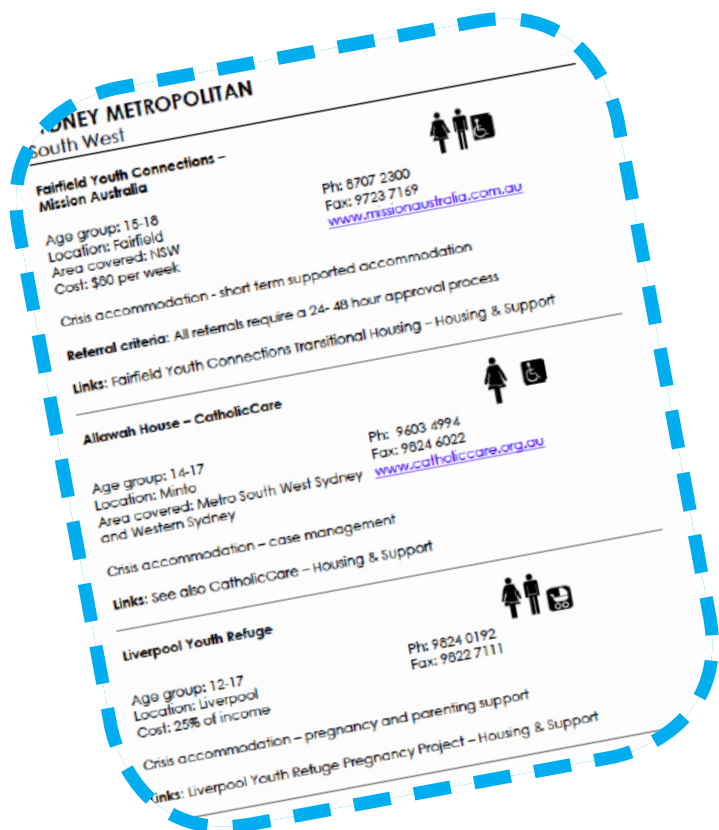 SYDNEY METROPOLITAN
South West
Fairfield Youth Connections –
Mission Australia
Ph: 8707 2300
Fax: 9723 7169
www.missionaustralia.com.au
Age group: 15-18
Location: Fairfield
Area covered: NSW
Cost: $80 per week
Crisis accommodation - short term supported accommodation
Referral criteria: All referrals require a 24- 48 hour approval process
Links: Fairfield Youth Connections Transitional Housing – Housing & Support
Allawah House – CatholicCare
Ph: 9603 4994
Fax: 9824 6022
www.catholiccare.org.au
Age group: 14-17
Location: Minto
Area covered: Metro South West Sydney
and Western Sydney
Crisis accommodation – case management
Links: See also CatholicCare – Housing & Support
Liverpool Youth Refuge
Ph: 9824 0192
Fax: 9822 7111
Age group: 12-17
Location: Liverpool
Cost: 25% of income
Crisis accommodation – pregnancy and parenting support
Links: Liverpool Youth Refuge Pregnancy Project – Housing & Support